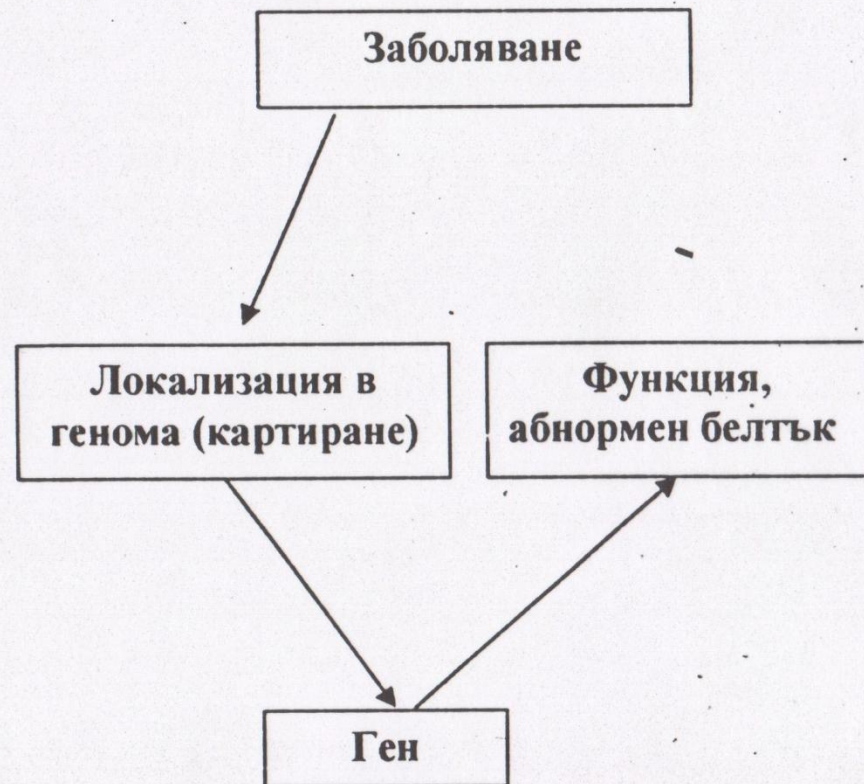 Заболяване
Локализация в
генома (картиране)
Функция,
абнормен белтък
Ген